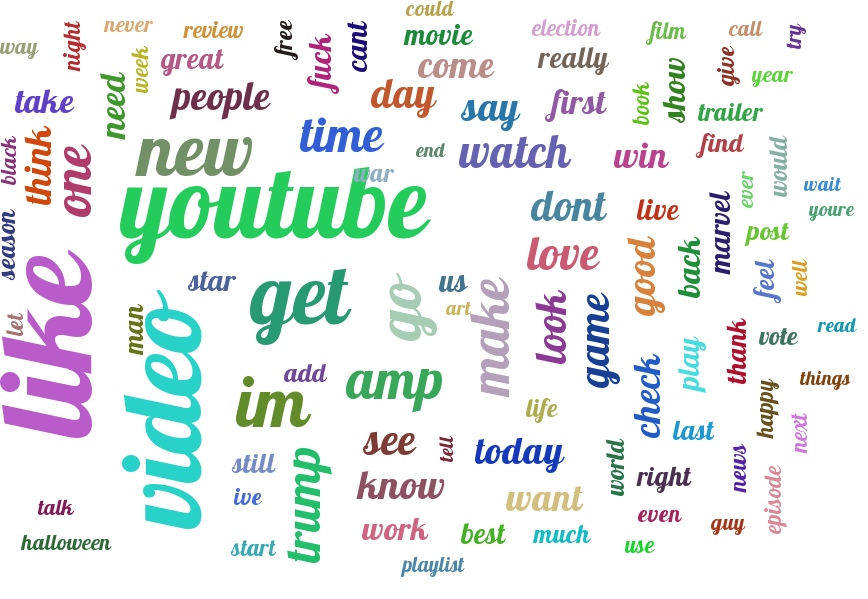 could
way
night
never
review
free
fuck
cant
movie
election
film
call
try
week
great
come
really
give
year
take
need
people
day
say
first
book
show
trailer
black
think
one
new
time
end
watch
win
find
would
war
youtube
dont
live
ever
wait
youre
season
marvel
post
love
good
back
star
get
go
us
art
make
look
game
feel
well
like
let
man
video
add
im
amp
life
check
play
thank
vote
read
things
happy
last
next
see
tell
today
still
ive
trump
know
want
world
right
news
episode
talk
halloween
start
work
best
much
even
guy
use
playlist